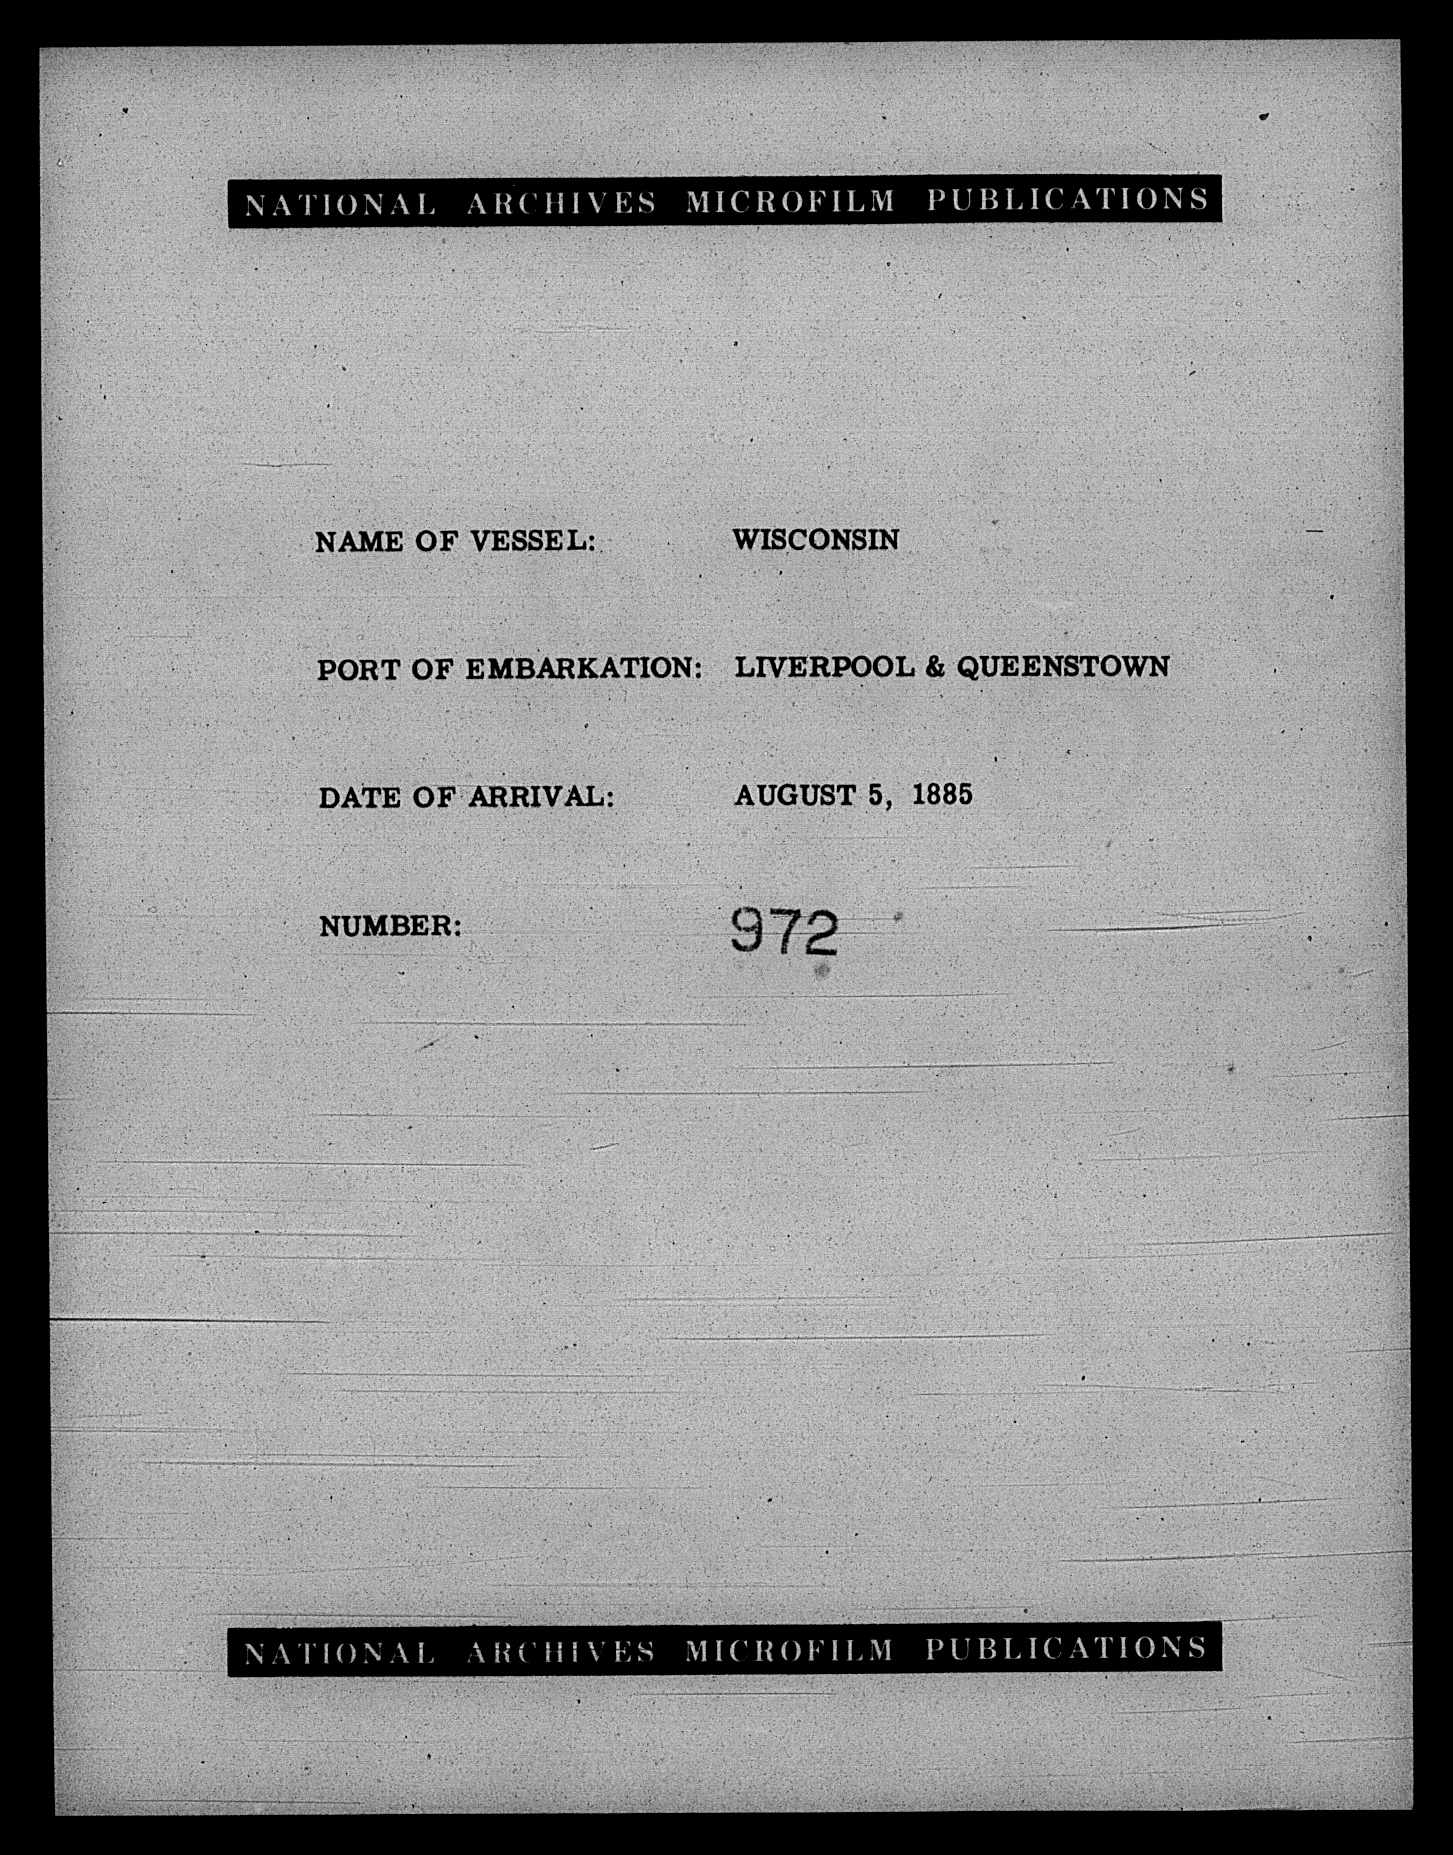 NATIONAL ARCHIVES MICROFILM PUBLICATIONS
NAME OF VESSEL: WISCONSIN
PORT OF EMBARKATION: LIVERPOOL & QUEENSTOWN
DATE OF ARRIVAL: AUGUST 5, 1885
NUMBER: 972
NATIONAL ARCHIVES MICROFILM PUBLICATIONS